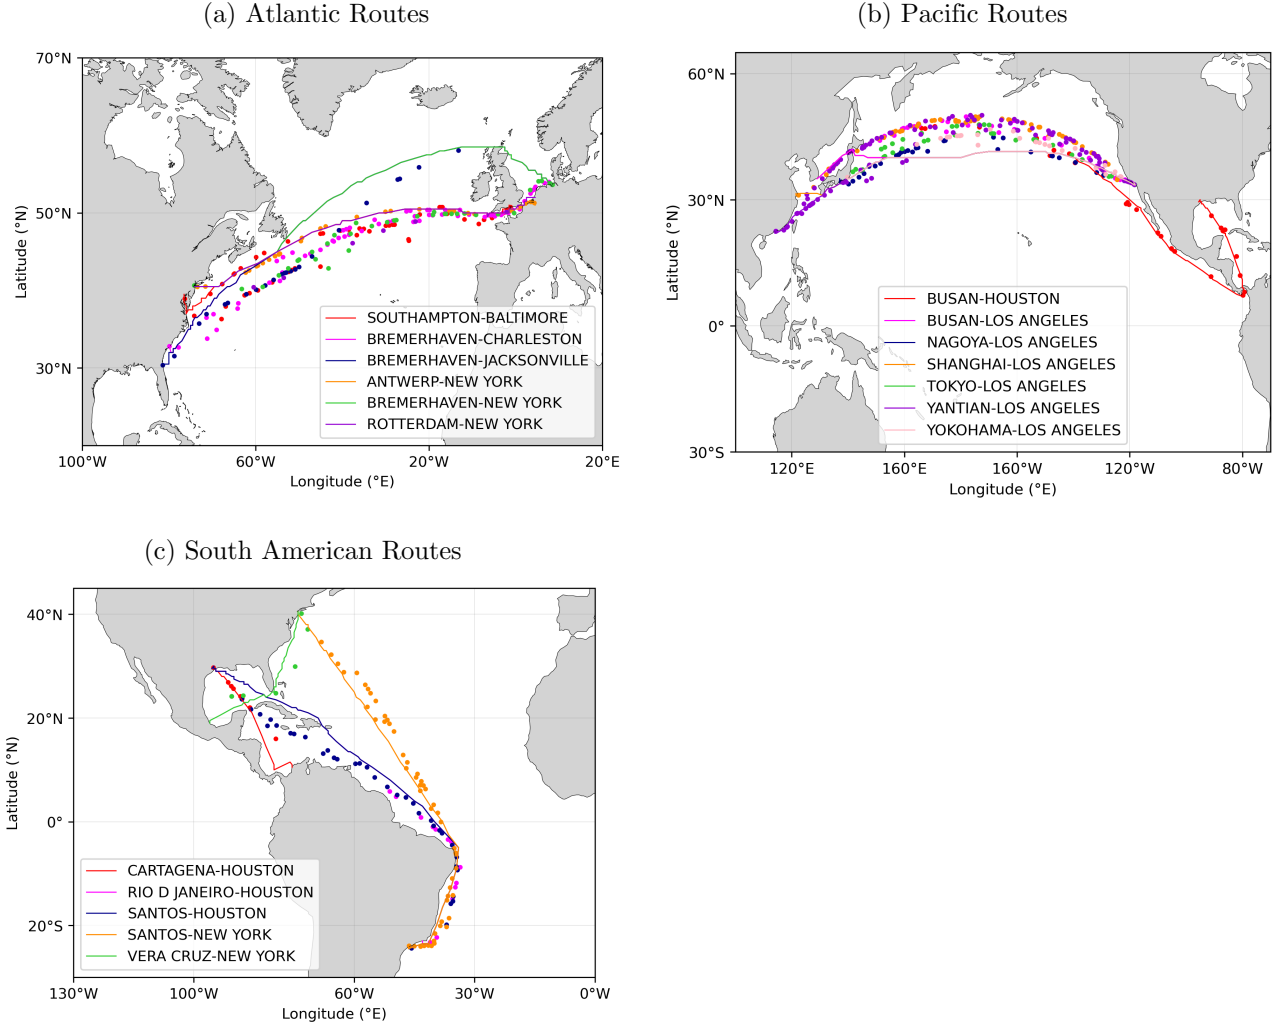 (a) Atlantic Routes
70°N
50°N
30°N
Latitude (°N)
100°W
60°W
20°W
20°E
Longitude (°E)
SOUTHAMPTON-BALTIMORE
BREMERHAVEN-CHARLESTON
BREMERHAVEN-JACKSONVILLE
ANTWERP-NEW YORK
BREMERHAVEN-NEW YORK
ROTTERDAM-NEW YORK
(b) Pacific Routes
60°N
30°N
0°
30°S
Latitude (°N)
120°E
160°E
160°W
120°W
80°W
Longitude (°E)
BUSAN-HOUSTON
BUSAN-LOS ANGELES
NAGOYA-LOS ANGELES
SHANGHAI-LOS ANGELES
TOKYO-LOS ANGELES
YANTIAN-LOS ANGELES
YOKOHAMA-LOS ANGELES
(c) South American Routes
40°N
20°N
0°
20°S
Latitude (°N)
130°W
100°W
60°W
30°W
0°W
Longitude (°E)
CARTAGENA-HOUSTON
RIO D JANEIRO-HOUSTON
SANTOS-HOUSTON
SANTOS-NEW YORK
VERA CRUZ-NEW YORK